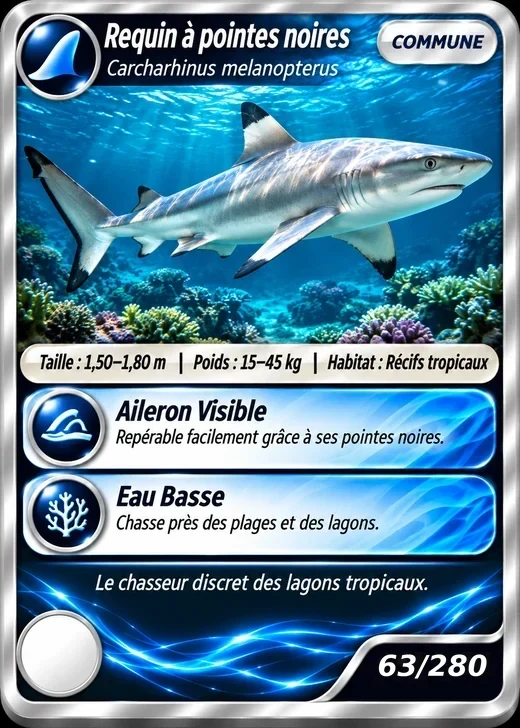 Requin à pointes noires
COMMUNE
Carcharhinus melanopterus
Taille : 1,50–1,80 m | Poids : 15–45 kg | Habitat : Récifs tropicaux
Aileron Visible
Repérable facilement grâce à ses pointes noires.
Eau Basse
Chasse près des plages et des lagons.
Le chasseur discret des lagons tropicaux.
63/280